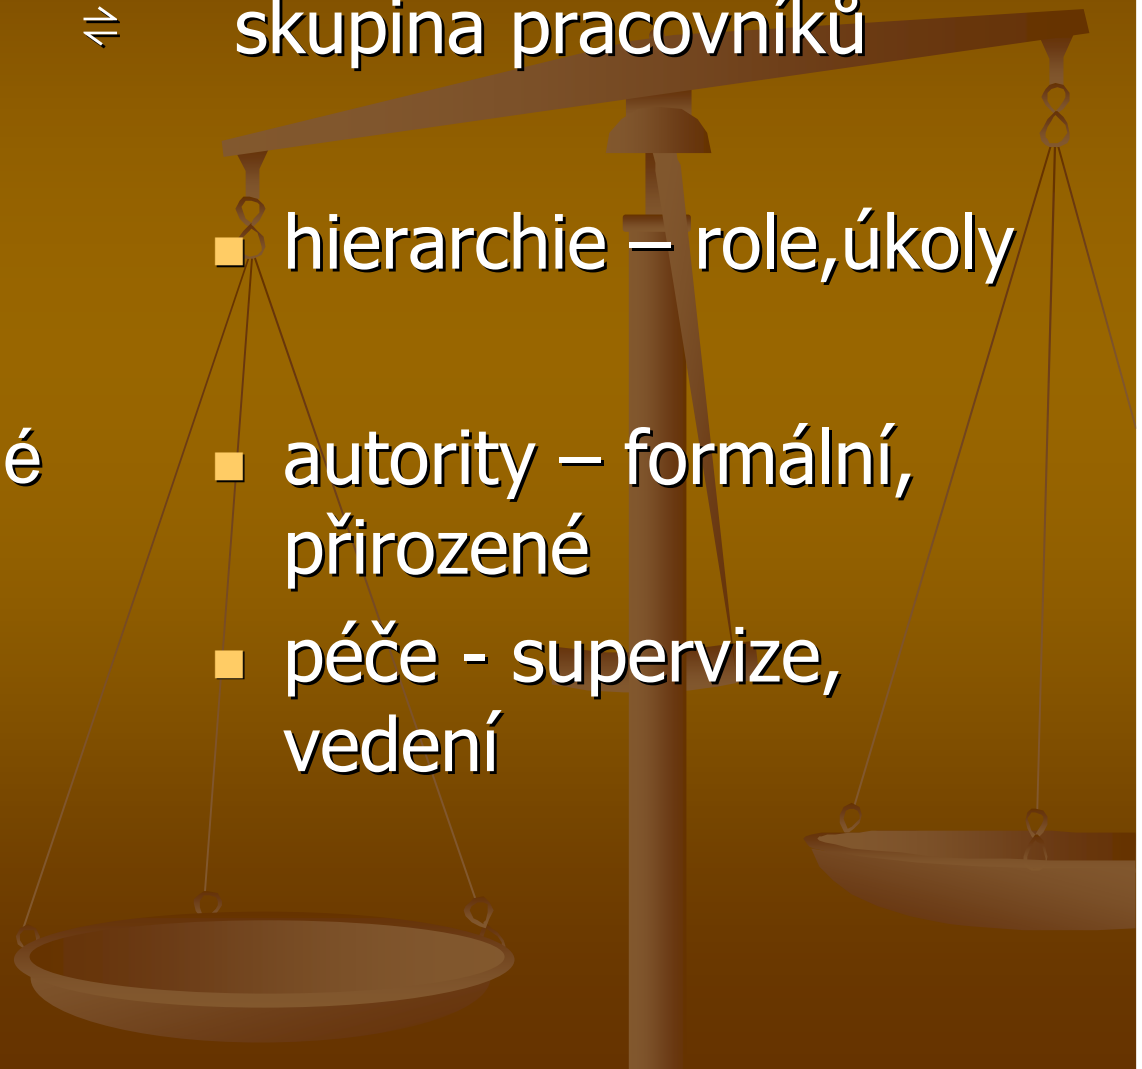 ⇌ skupina pracovníků
■ hierarchie – role,úkoly
é
■ autority – formální,
přirozené
■ péče - supervize,
vedení